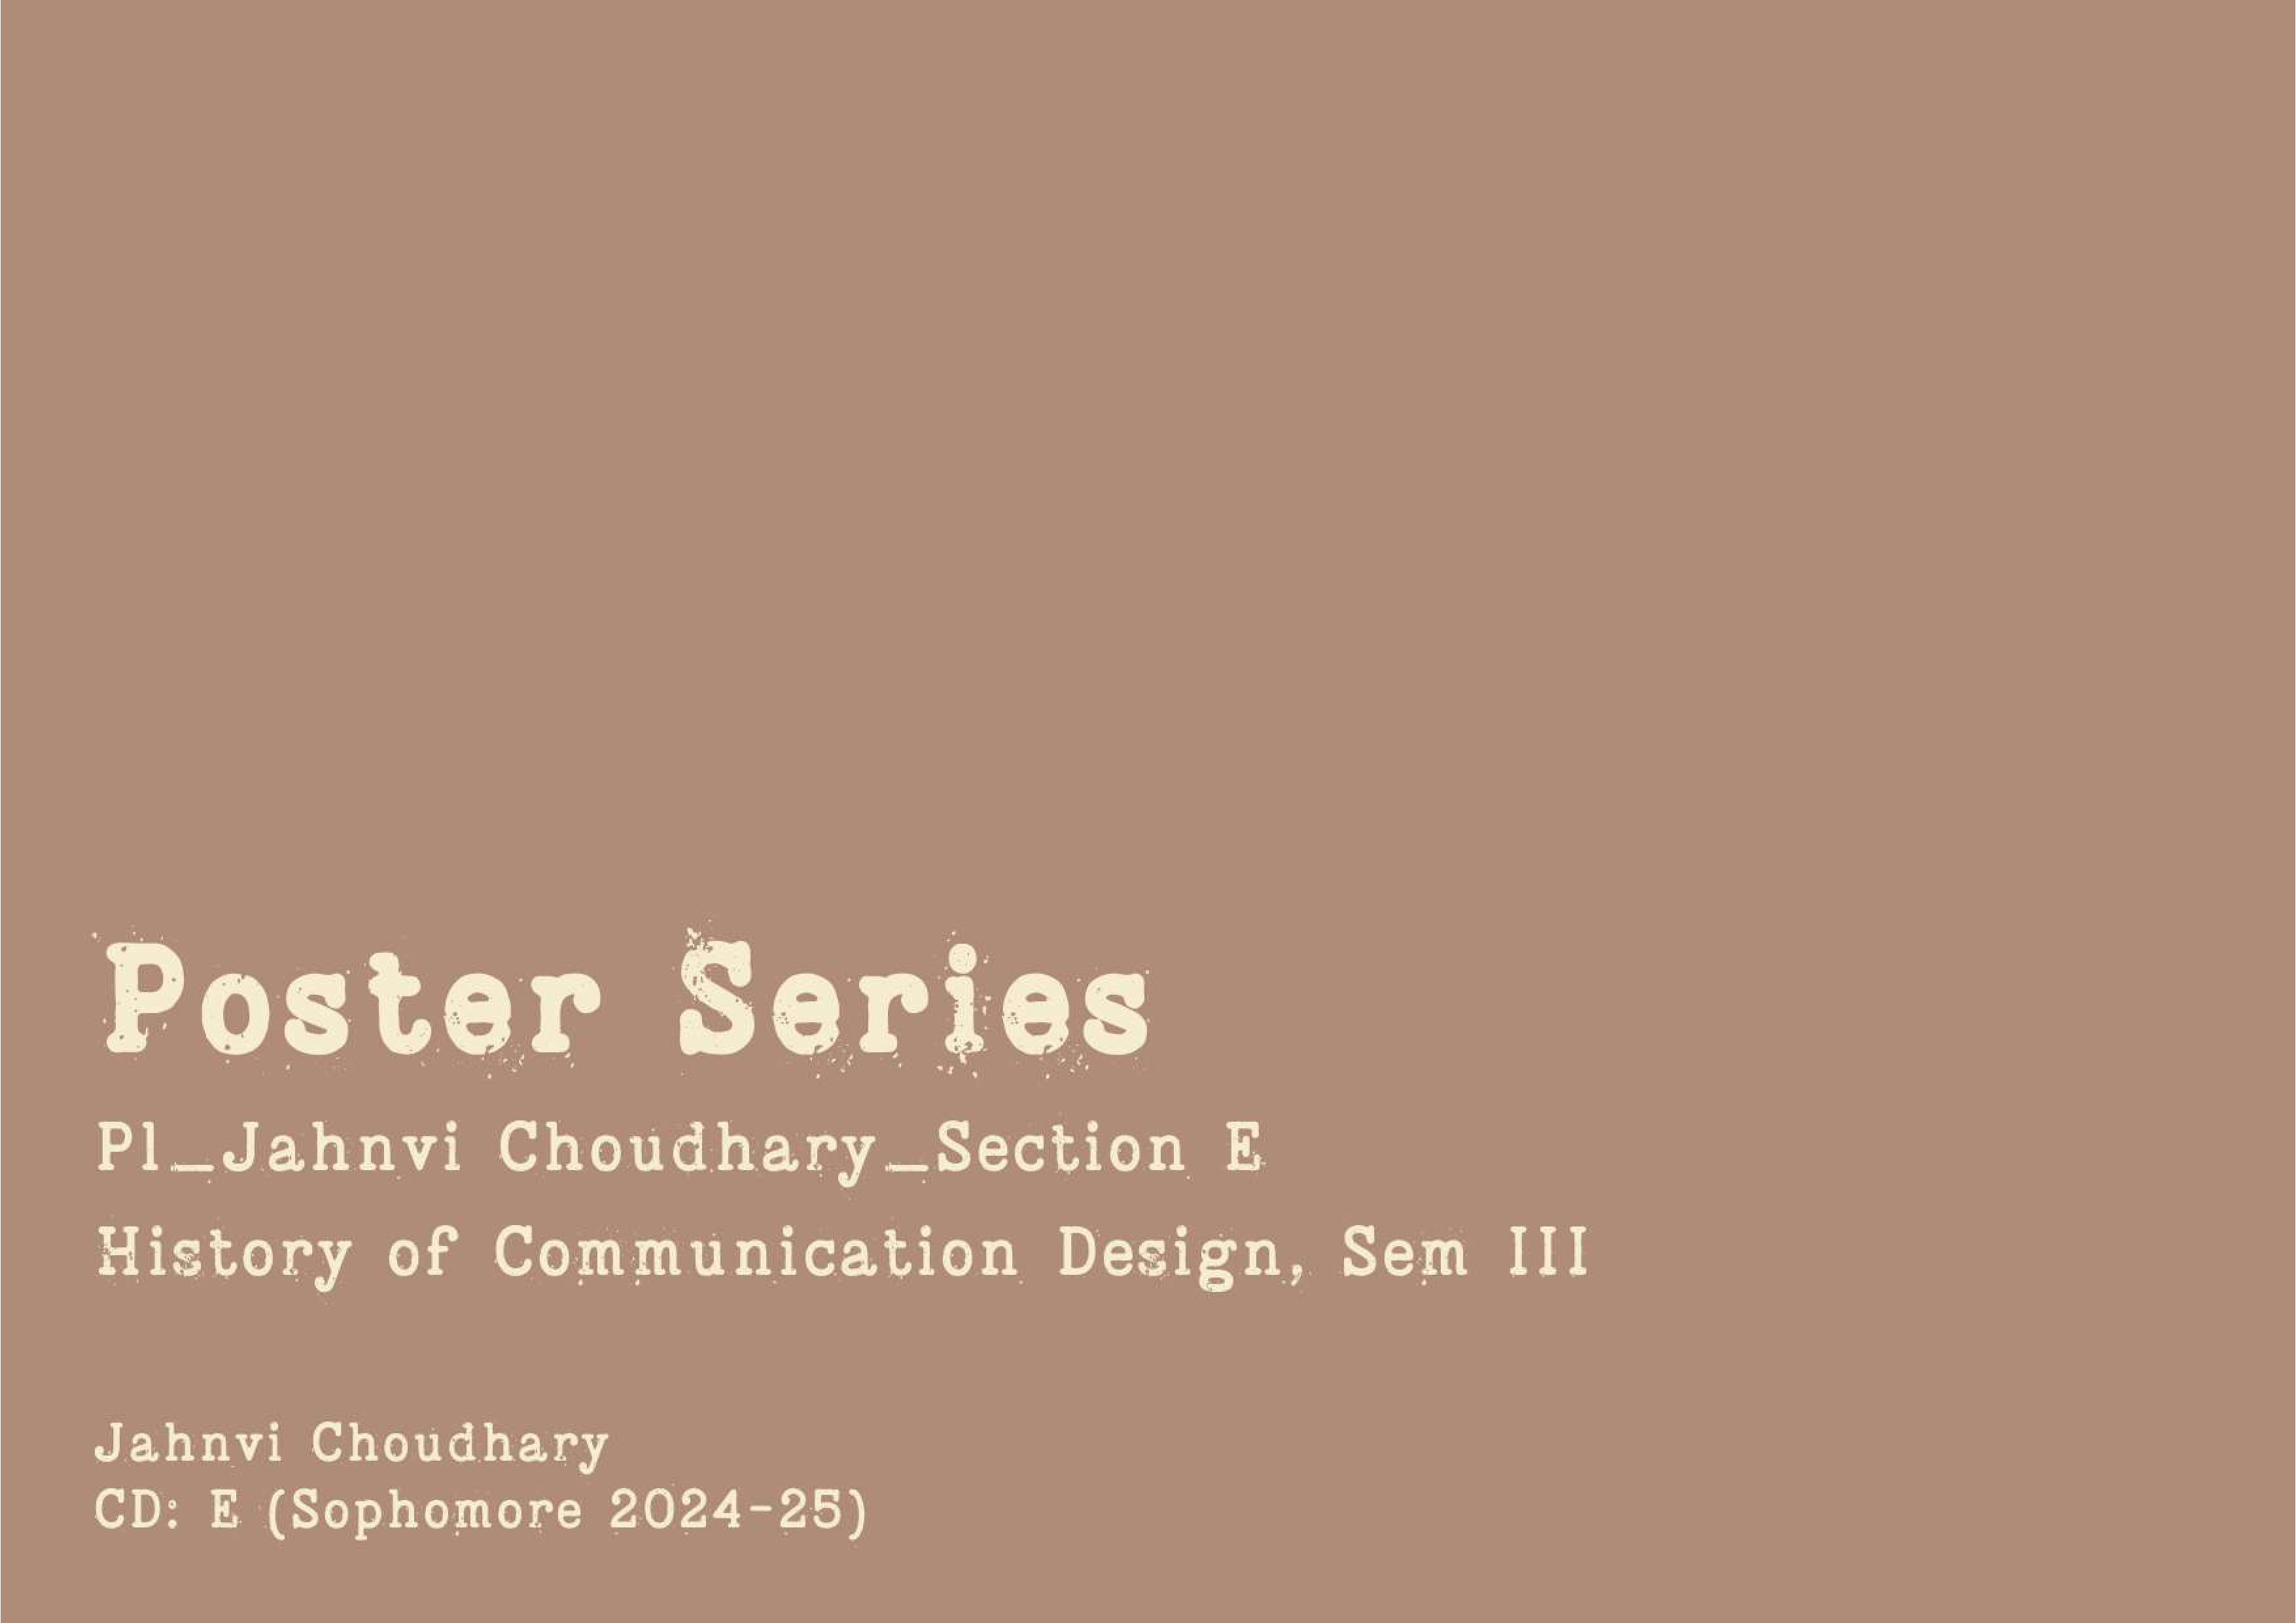 Poster Series
P1_Jahnvi Choudhary_Section E
History of Communication Design, Sem III
Jahnvi Choudhary
CD: E (Sophomore 2024-25)